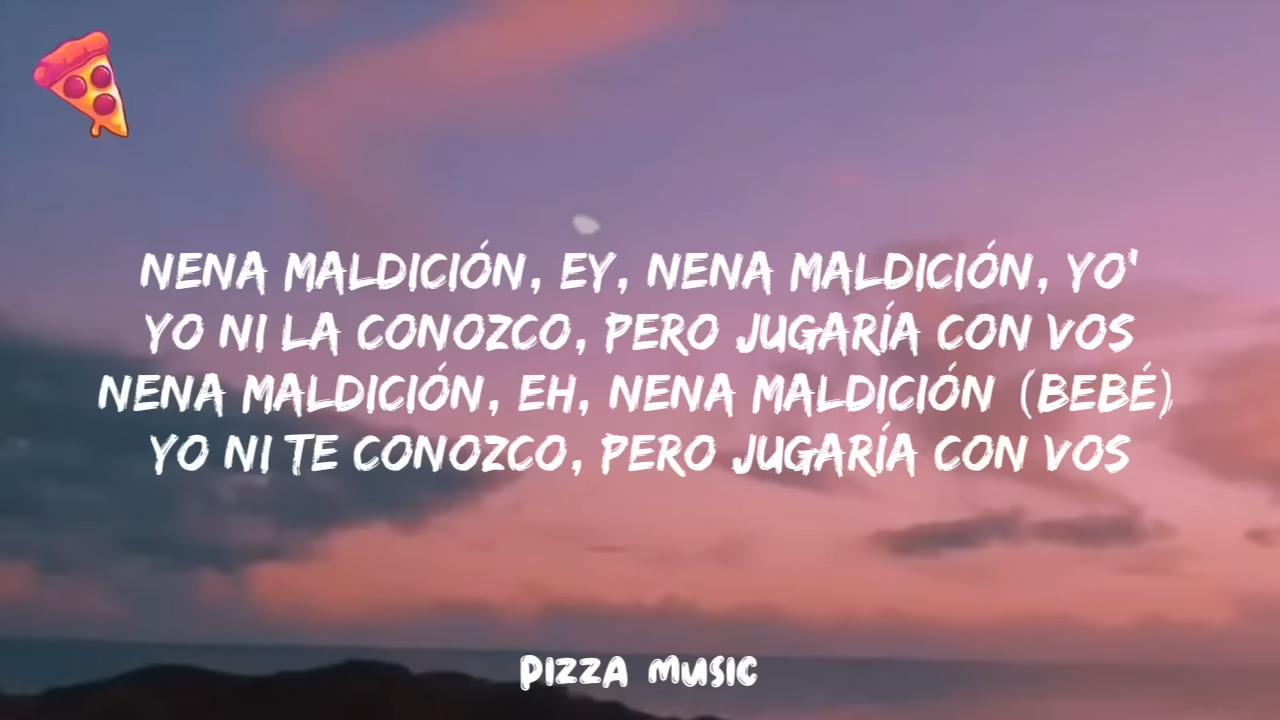 NENA MALDICIÓN, EY, NENA MALDICIÓN, YO'
YO NI LA CONOZCO, PERO JUGARÍA CON VOS
NENA MALDICIÓN, EH, NENA MALDICIÓN (BEBÉ)
YO NI TE CONOZCO, PERO JUGARÍA CON VOS
PIZZA MUSIC